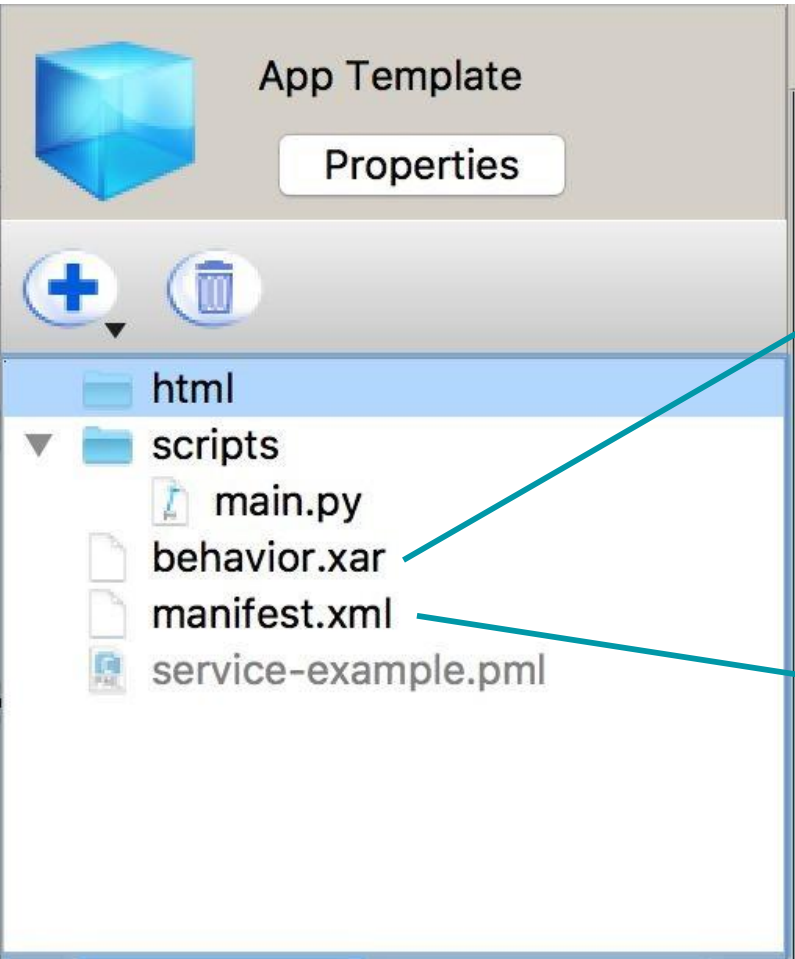 App Template
Properties
html
scripts
main.py
behavior.xar
manifest.xml
service-example.pml